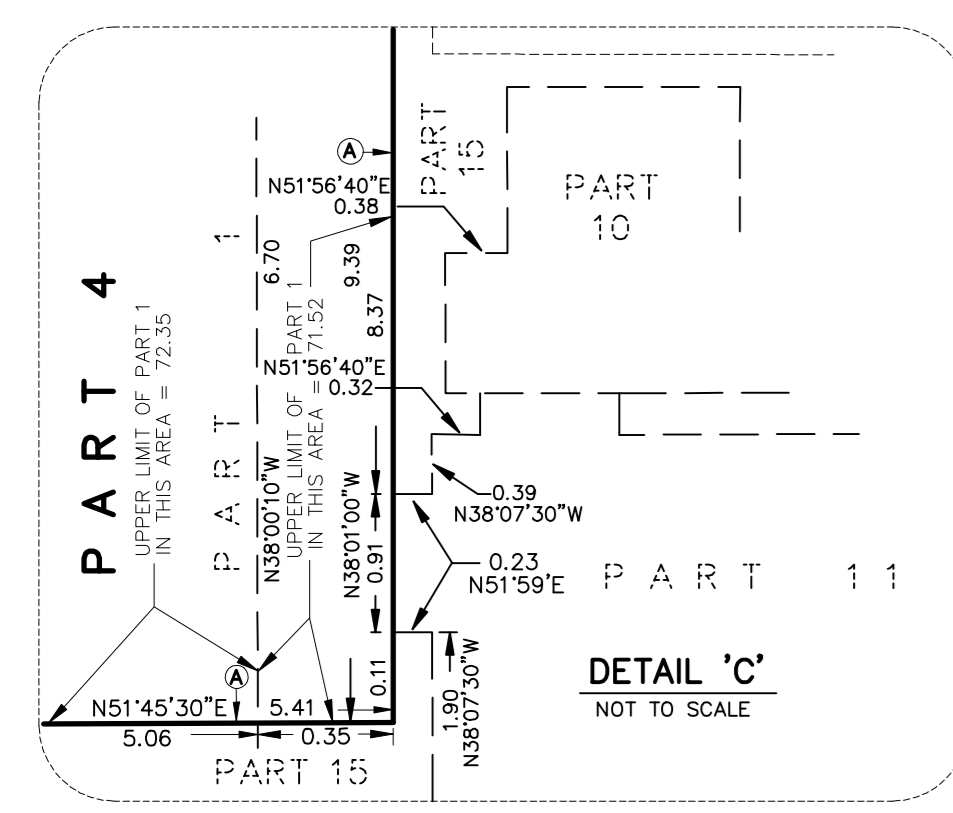 PART 4
UPPER LIMIT OF PART 1
IN THIS AREA = 72.35
PART 1
6.70
N38°00'10"W
UPPER LIMIT OF PART 1
IN THIS AREA = 71.52
A
N51°56'40"E
0.38
9.39
8.37
N51°56'40"E
0.32
N38°01'00"W
0.91
0.11
PART
15
PART
10
0.39
N38°07'30"W
0.23
N51°59'E
PART 11
1.90
N38°07'30"W
A
N51°45'30"E
5.41
5.06
0.35
PART 15
DETAIL 'C'
NOT TO SCALE